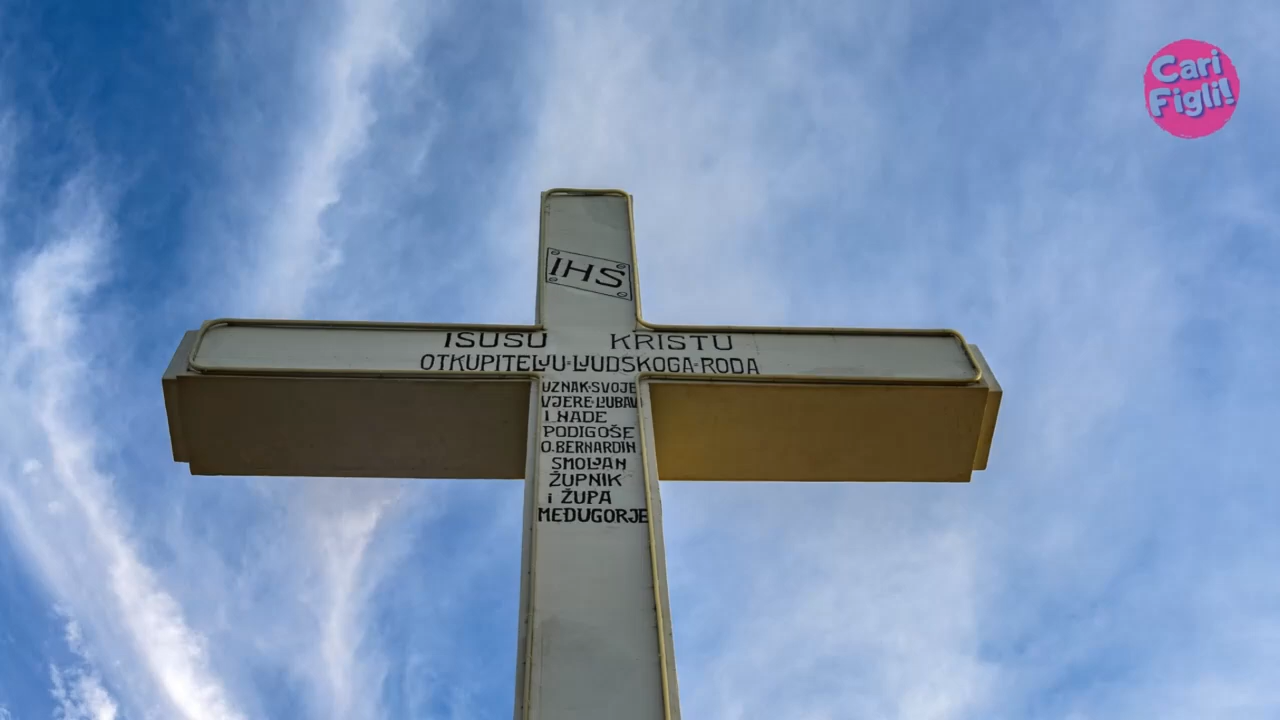 Cari
Figli!
IHS
ISUSU KRISTU
OTKUPITELJU·LJUDSKOGA·RODA
UZNAK·SVOJE
VJERE·LJUBAVI
I NADE
PODIGOŠE
O.BERNARDIN
SMOLJAN
ŽUPNIK
i ŽUPA
MEĐUGORJE